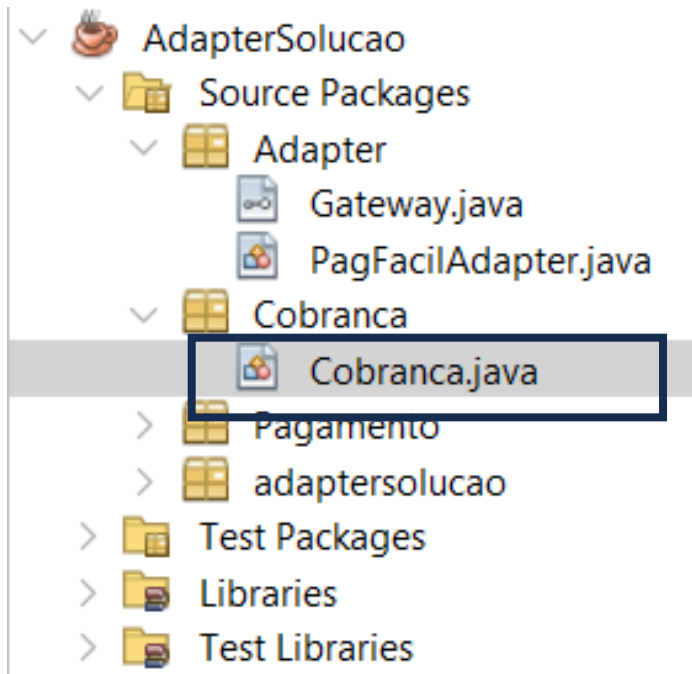 AdapterSolucao
Source Packages
Adapter
Gateway.java
PagFacilAdapter.java
Cobranca
Cobranca.java
Pagamento
adaptersolucao
Test Packages
Libraries
Test Libraries